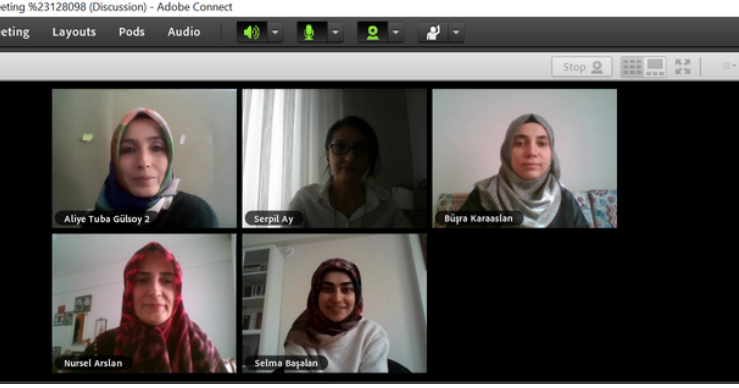 eeting %23128098 (Discussion) - Adobe Connect
eting Layouts Pods Audio
Stop
Aliye Tuba Gülsoy 2
Serpil Ay
Büşra Karaaslan
Nursel Arslan
Selma Başalan